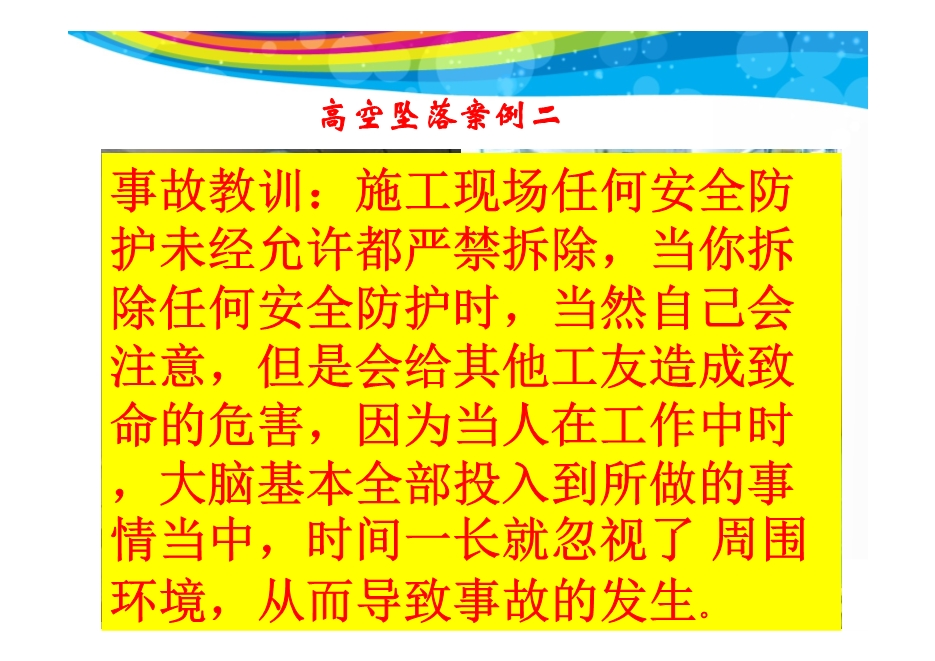 高空坠落案例二
事故教训：施工现场任何安全防
护未经允许都严禁拆除，当你拆
除任何安全防护时，当然自己会
注意，但是会给其他工友造成致
命的危害，因为当人在工作中时
，大脑基本全部投入到所做的事
情当中，时间一长就忽视了 周围
环境，从而导致事故的发生。